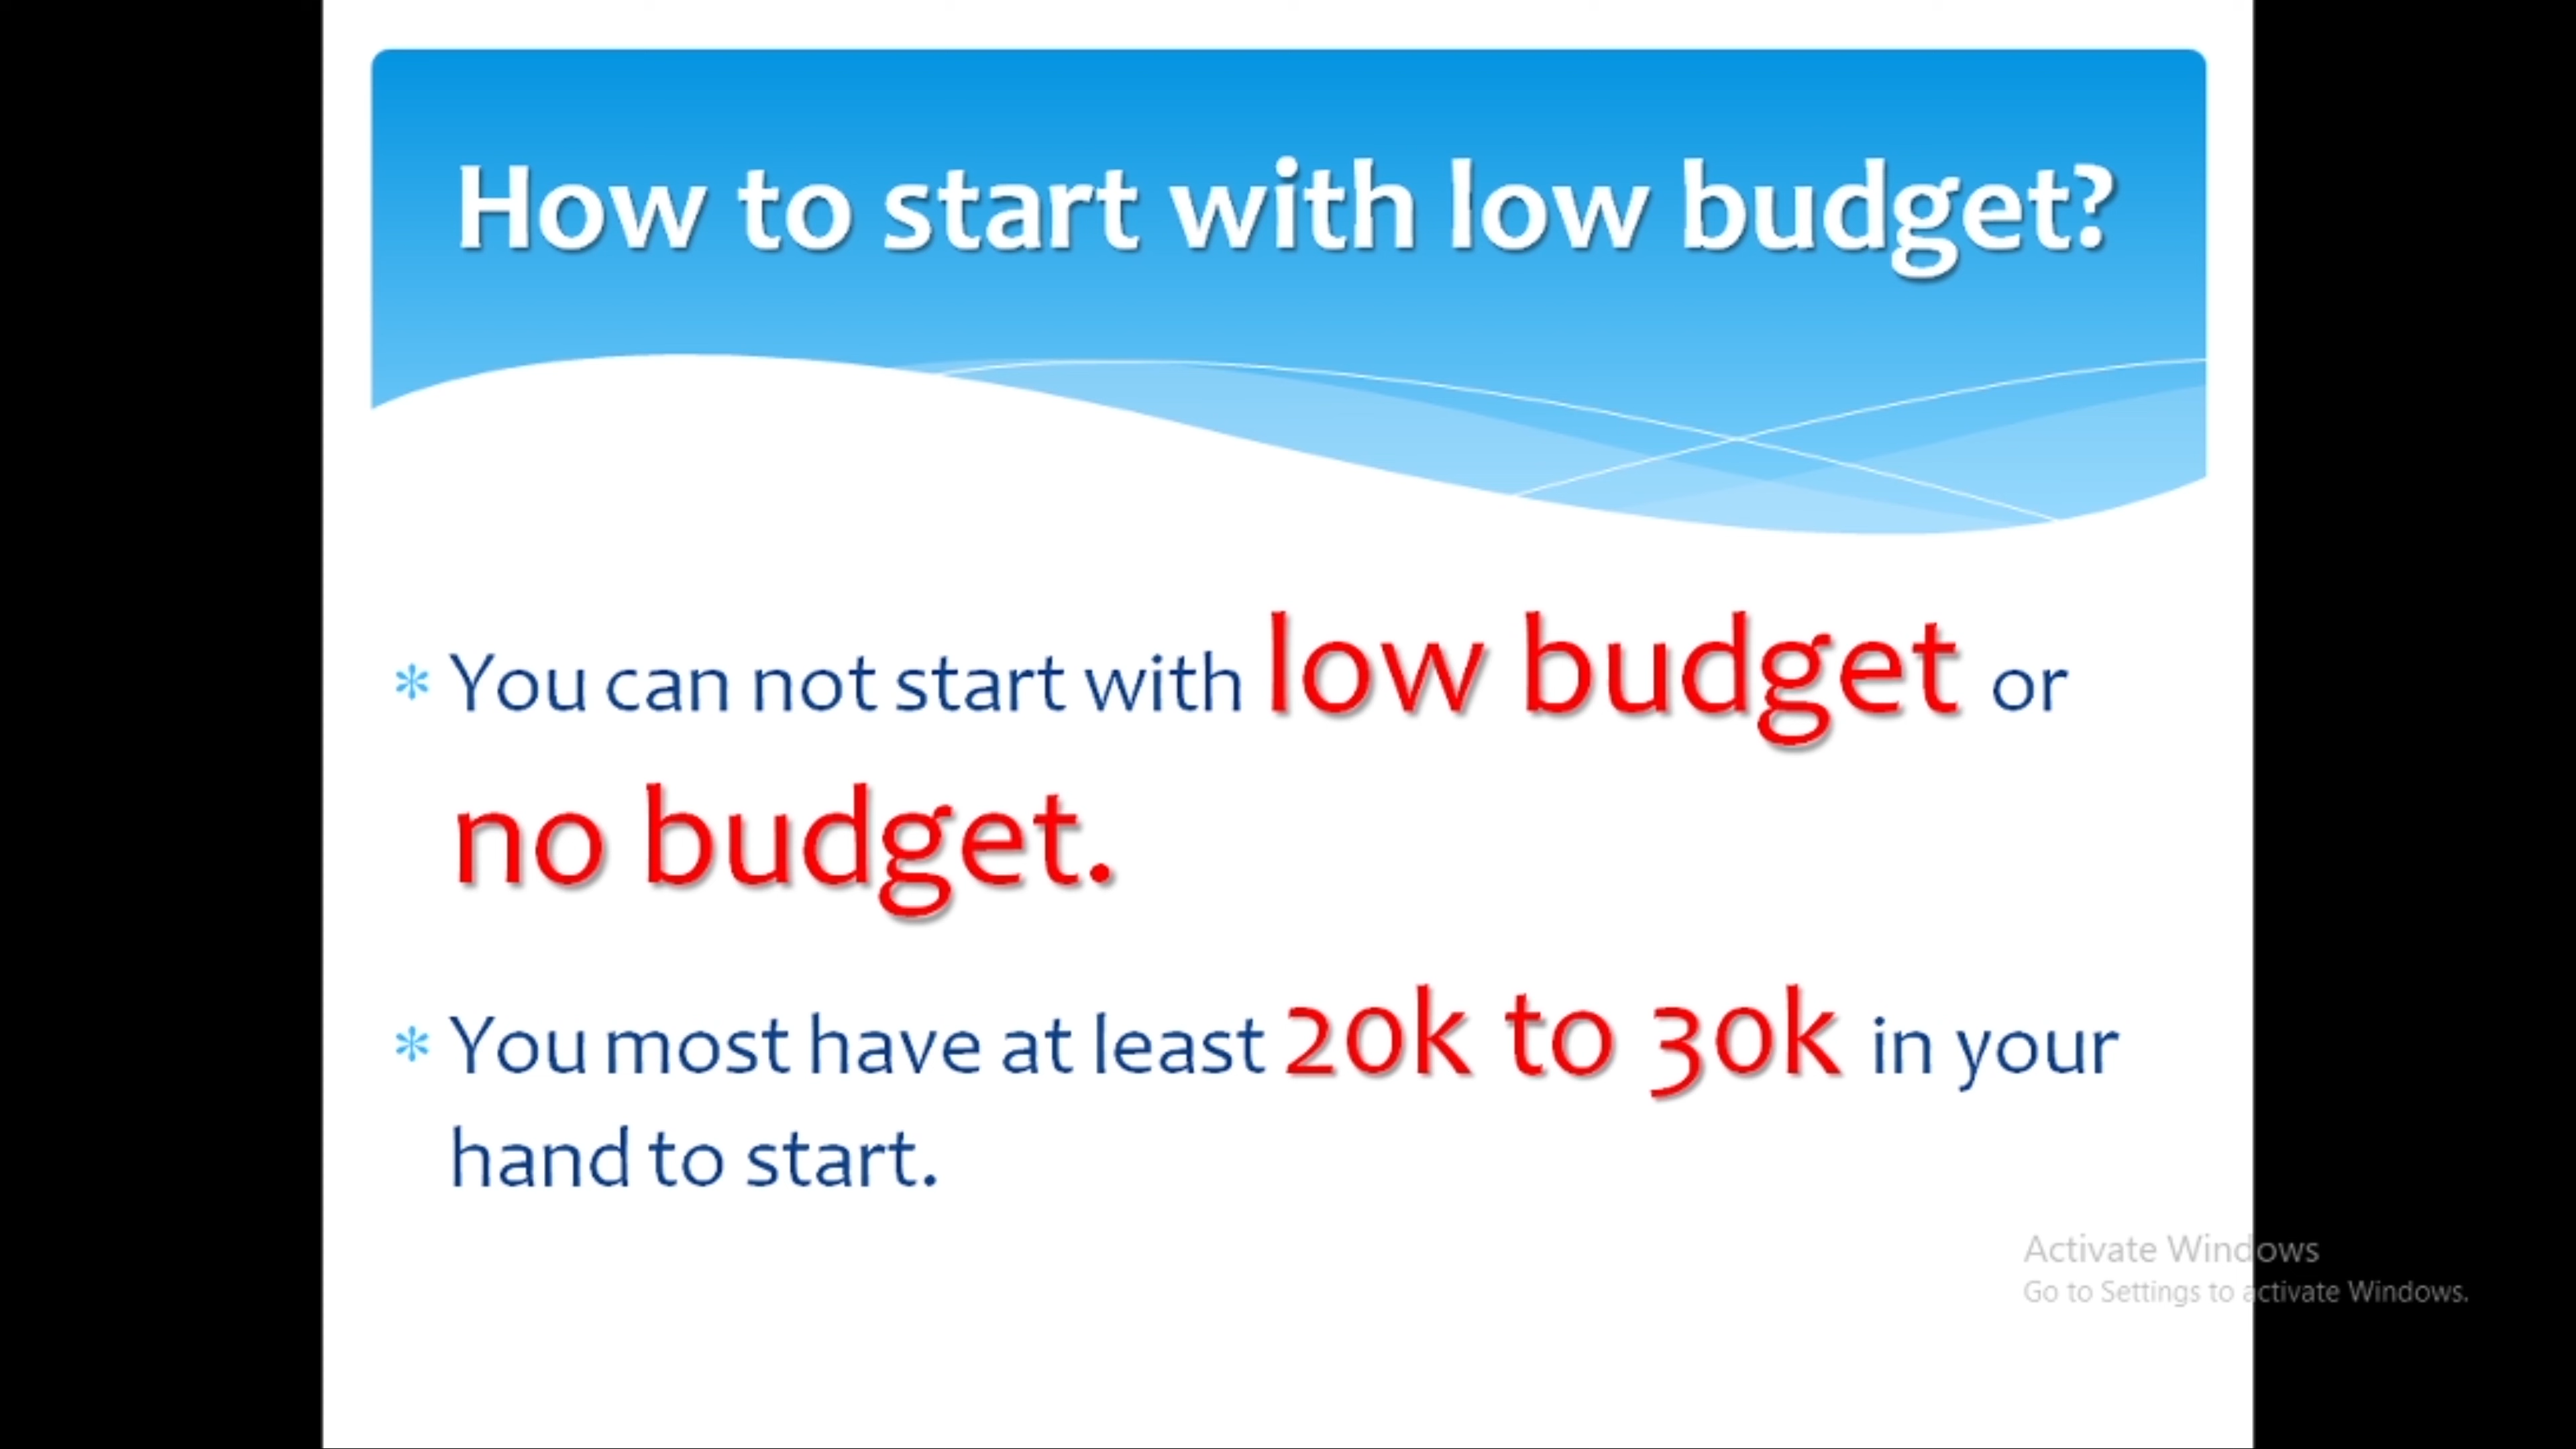 How to start with low budget?
* You can not start with low budget or
no budget.
* You most have at least 20k to 30k in your
hand to start.
Activate Windows
Go to Settings to activate Windows.